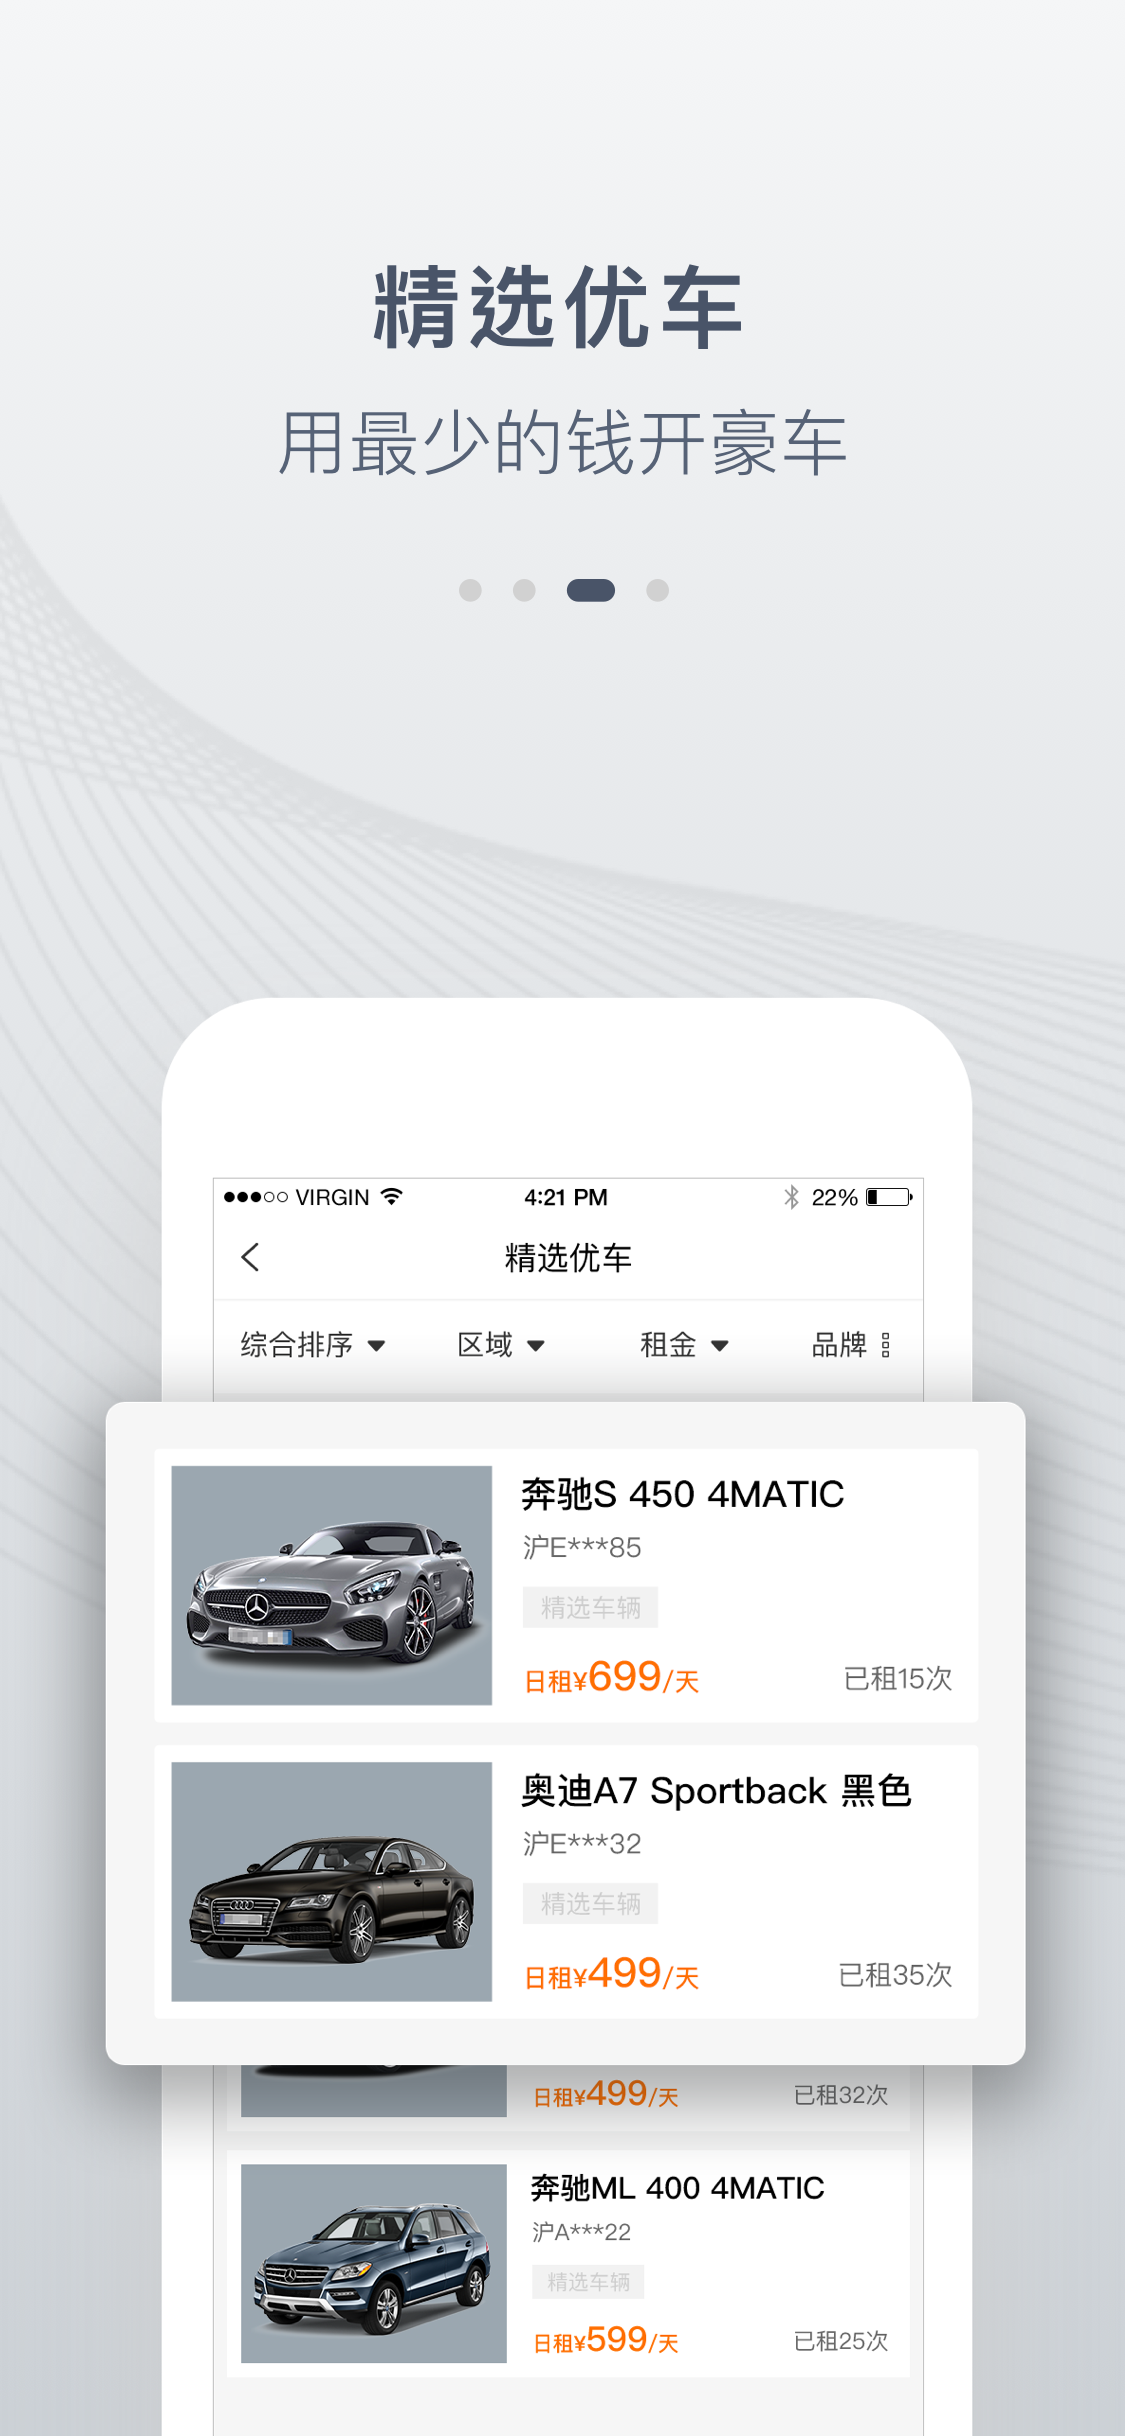 精选优车
用最少的钱开豪车
VIRGIN 4:21 PM 22%
精选优车
综合排序 区域 租金 品牌
奔驰S 450 4MATIC
沪E***85
精选车辆
日租¥699/天 已租15次
奥迪A7 Sportback 黑色
沪E***32
精选车辆
日租¥499/天 已租35次
日租¥499/天 已租32次
奔驰ML 400 4MATIC
沪A***22
精选车辆
日租¥599/天 已租25次